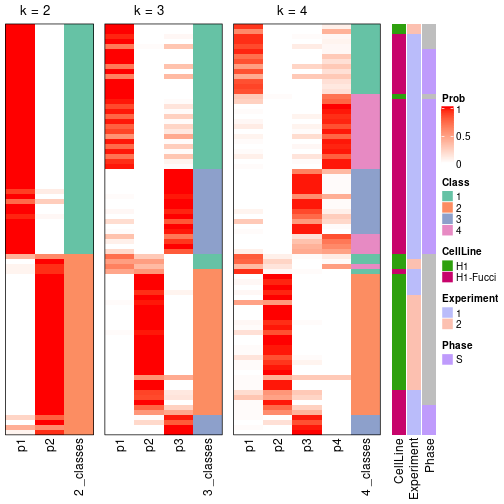 k = 2
k = 3
k = 4
p1
p2
2_classes
p1
p2
p3
3_classes
p1
p2
p3
p4
4_classes
CellLine
Experiment
Phase
Prob
1
0.5
0
Class
1
2
3
4
CellLine
H1
H1-Fucci
Experiment
1
2
Phase
S